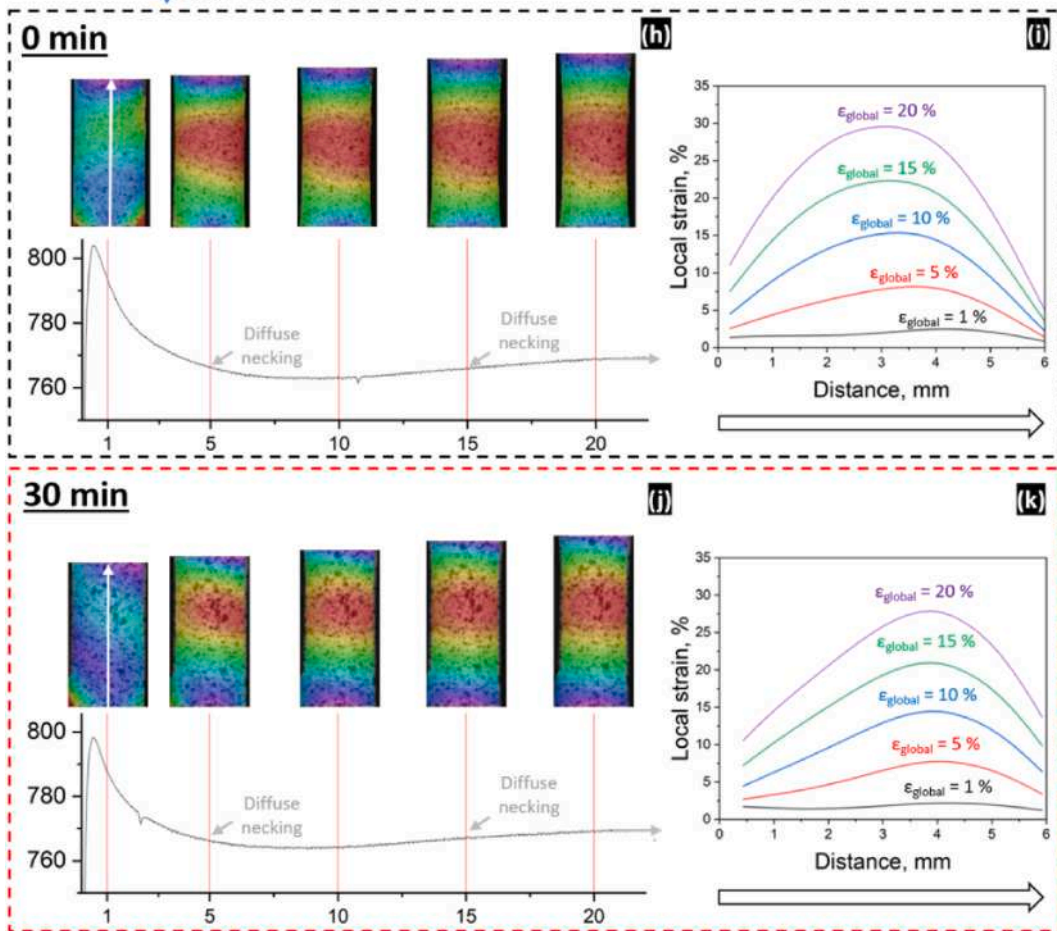 0 min
(h)
(i)
800
780
760
Diffuse
necking
Diffuse
necking
1
5
10
15
20
Local strain, %
35
30
25
20
15
10
5
0
εglobal = 20 %
εglobal = 15 %
εglobal = 10 %
εglobal = 5 %
εglobal = 1 %
0
1
2
3
4
5
6
Distance, mm
30 min
(j)
(k)
800
780
760
Diffuse
necking
Diffuse
necking
1
5
10
15
20
Local strain, %
35
30
25
20
15
10
5
0
εglobal = 20 %
εglobal = 15 %
εglobal = 10 %
εglobal = 5 %
εglobal = 1 %
0
1
2
3
4
5
6
Distance, mm